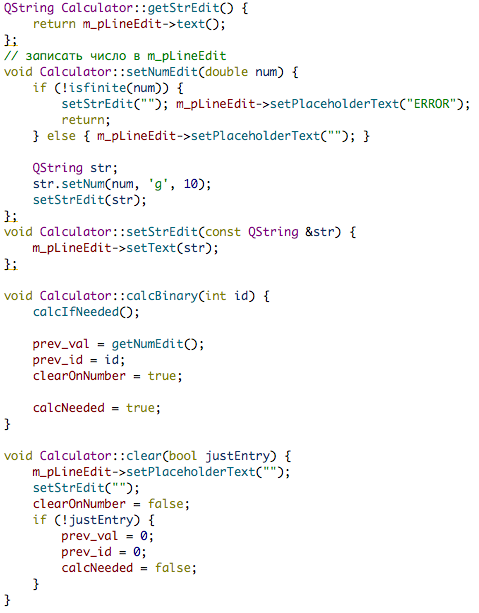 QString Calculator::getStrEdit() {
    return m_pLineEdit->text();
};
// записать число в m_pLineEdit
void Calculator::setNumEdit(double num) {
    if (!isfinite(num)) {
        setStrEdit(""); m_pLineEdit->setPlaceholderText("ERROR");
        return;
    } else { m_pLineEdit->setPlaceholderText(""); }

    QString str;
    str.setNum(num, 'g', 10);
    setStrEdit(str);
};
void Calculator::setStrEdit(const QString &str) {
    m_pLineEdit->setText(str);
};

void Calculator::calcBinary(int id) {
    calcIfNeeded();

    prev_val = getNumEdit();
    prev_id = id;
    clearOnNumber = true;

    calcNeeded = true;
}

void Calculator::clear(bool justEntry) {
    m_pLineEdit->setPlaceholderText("");
    setStrEdit("");
    clearOnNumber = false;
    if (!justEntry) {
        prev_val = 0;
        prev_id = 0;
        calcNeeded = false;
    }
}